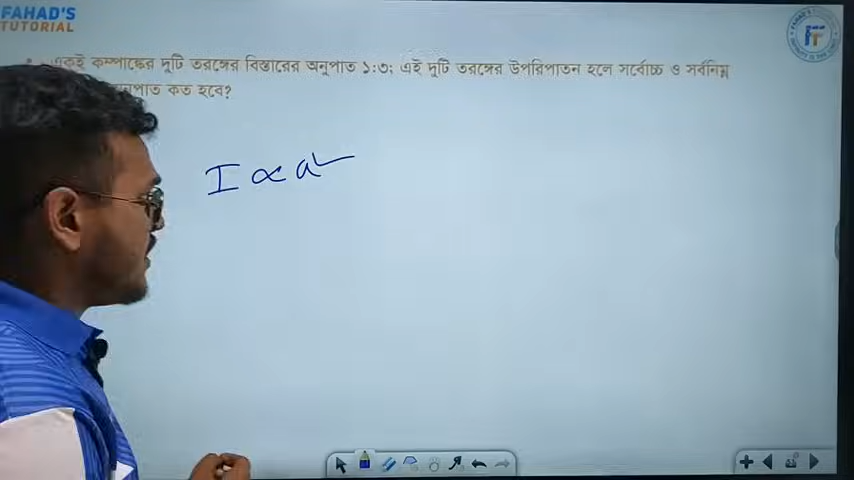 FAHAD'S
TUTORIAL
একই কম্পাঙ্কের দুটি তরঙ্গের বিস্তারের অনুপাত ১:৩; এই দুটি তরঙ্গের উপরিপাতন হলে সর্বোচ্চ ও সর্বনিম্ন
কত হবে?
I ∝ a²